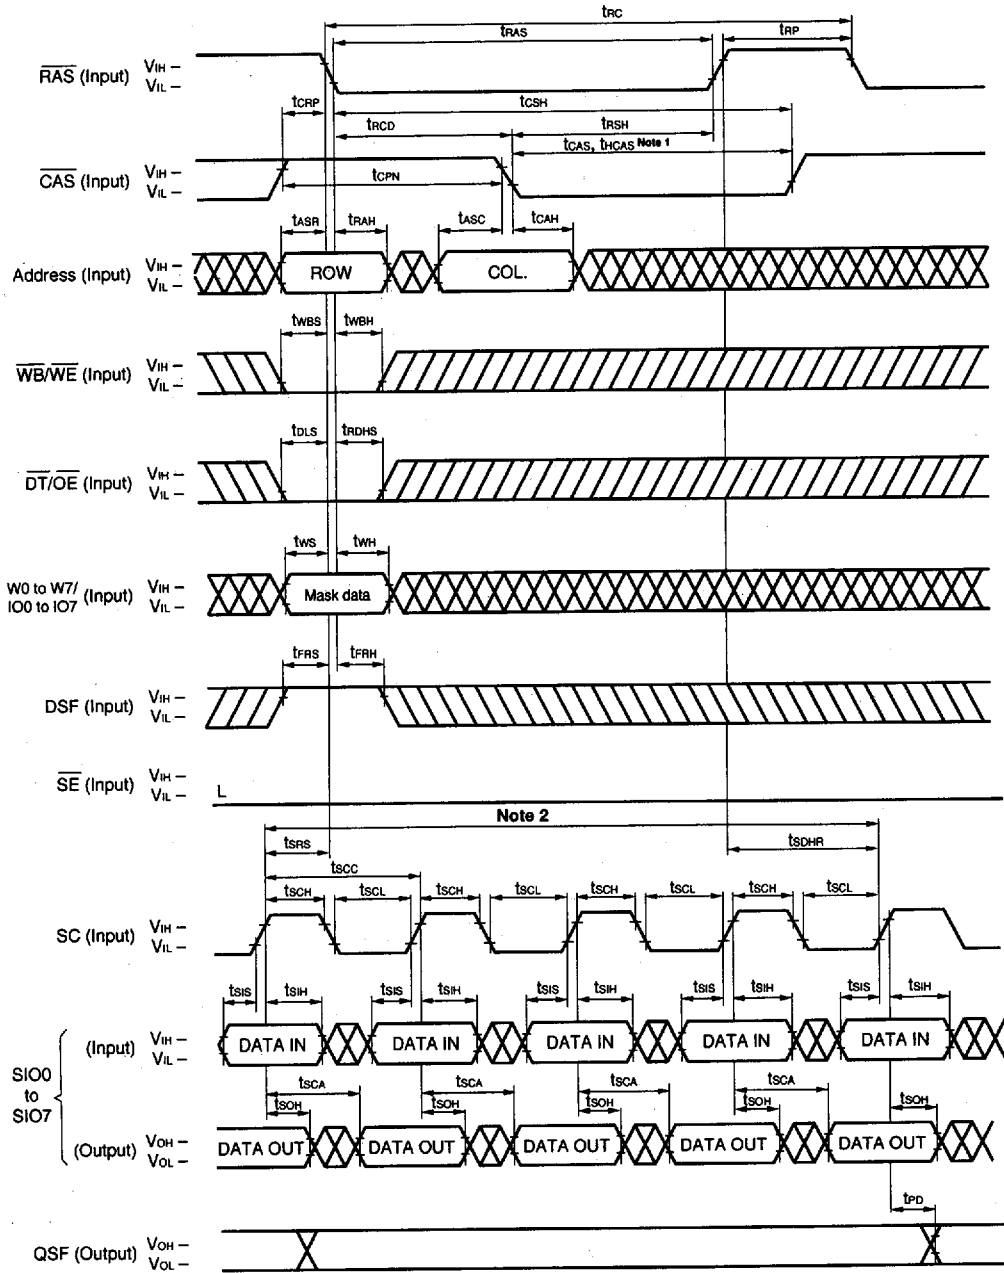 tRC
tRAS tRP
RAS (Input) VIH –
VIL –
tCRP tCSH
tRCD tRSH
tCAS, tHCAS Note 1
CAS (Input) VIH –
VIL –
tCPN
tASR tRAH tASC tCAH
Address (Input) VIH –
VIL –
ROW COL.
tWBS tWBH
WB/WE (Input) VIH –
VIL –
tDLS tRDHS
DT/OE (Input) VIH –
VIL –
tWS tWH
W0 to W7/
IO0 to IO7 (Input) VIH –
VIL –
Mask data
tFRS tFRH
DSF (Input) VIH –
VIL –
SE (Input) VIH –
VIL –
L
Note 2
tSRS tSDHR
tSCC
tSCH tSCL tSCH tSCL tSCH tSCL tSCH tSCL
SC (Input) VIH –
VIL –
tSIS tSIH tSIS tSIH tSIS tSIH tSIS tSIH tSIS tSIH
(Input) VIH –
VIL –
DATA IN DATA IN DATA IN DATA IN DATA IN
SIO0
to
SIO7
tSCA tSCA tSCA tSCA
tSOH tSOH tSOH tSOH tSOH
(Output) VOH –
VOL –
DATA OUT DATA OUT DATA OUT DATA OUT DATA OUT
tPD
QSF (Output) VOH –
VOL –